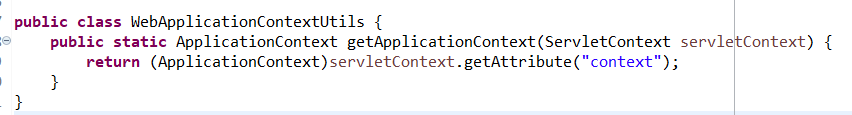 public class WebApplicationContextUtils {
public static ApplicationContext getApplicationContext(ServletContext servletContext) {
return (ApplicationContext)servletContext.getAttribute("context");
}
}